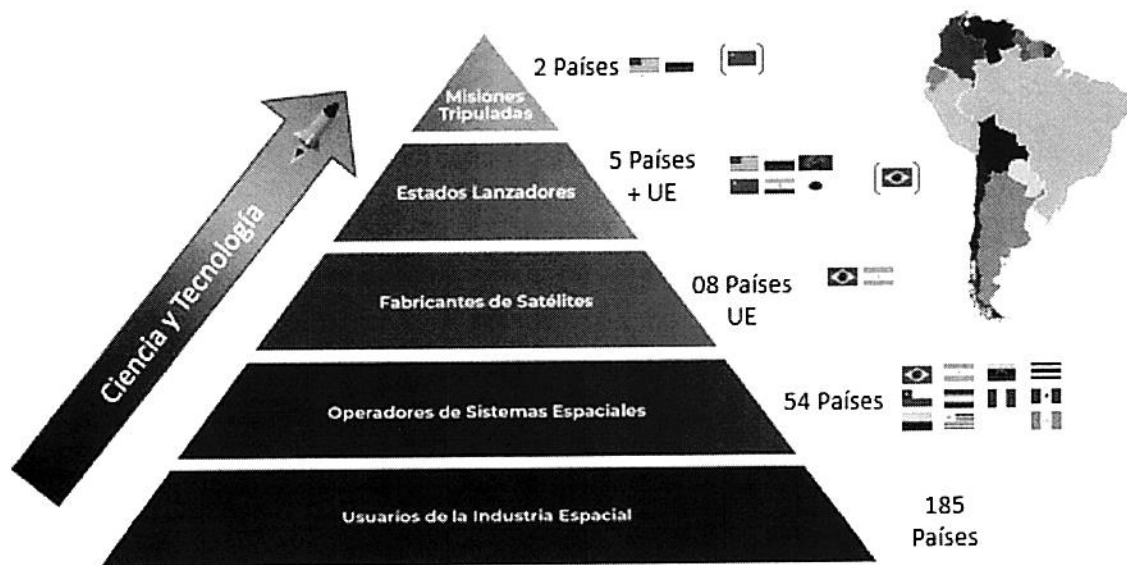 2 Países
Misiones
Tripuladas
5 Países
+ UE
Estados Lanzadores
Ciencia y Tecnología
08 Países
UE
Fabricantes de Satélites
54 Países
Operadores de Sistemas Espaciales
185
Países
Usuarios de la Industria Espacial